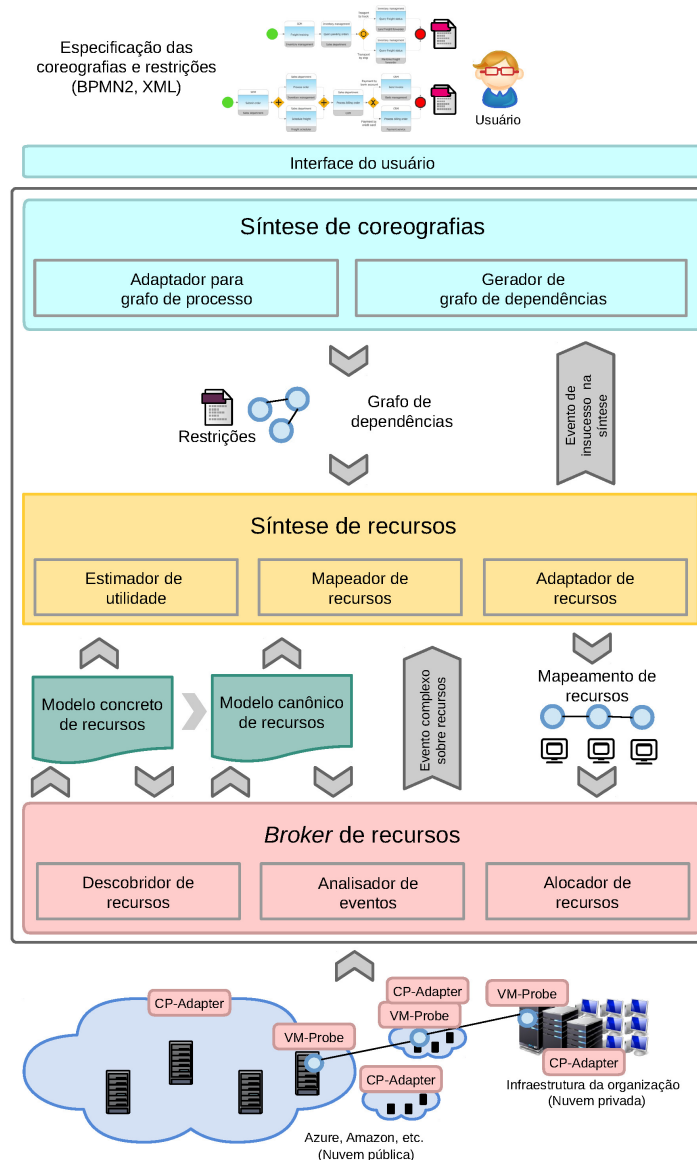 Especificação das
coreografias e restrições
(BPMN2, XML)
Usuário
Interface do usuário
Síntese de coreografias
Adaptador para
grafo de processo
Gerador de
grafo de dependências
Restrições
Grafo de
dependências
Evento de
insucesso na
síntese
Síntese de recursos
Estimador de
utilidade
Mapeador de
recursos
Adaptador de
recursos
Modelo concreto
de recursos
Modelo canônico
de recursos
Evento complexo
sobre recursos
Mapeamento de
recursos
Broker de recursos
Descobridor de
recursos
Analisador de
eventos
Alocador de
recursos
CP-Adapter
VM-Probe
CP-Adapter
VM-Probe
CP-Adapter
VM-Probe
CP-Adapter
Infraestrutura da organização
(Nuvem privada)
Azure, Amazon, etc.
(Nuvem pública)